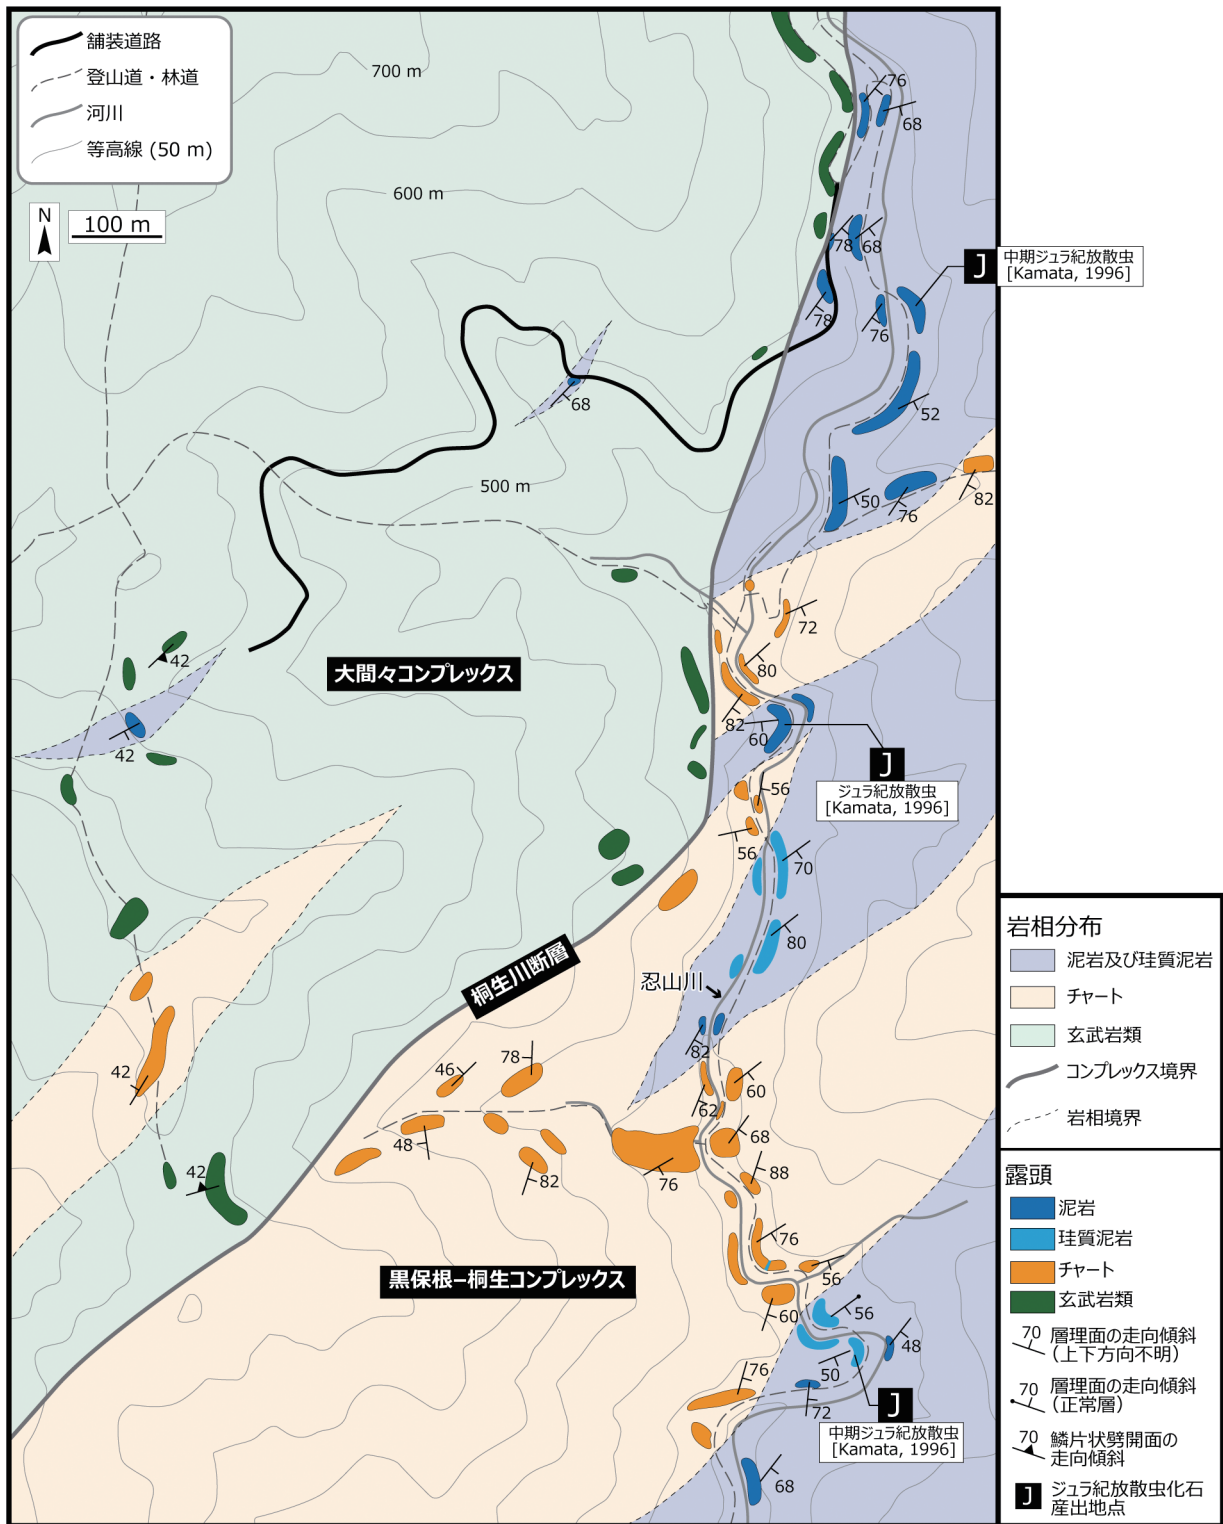 舗装道路
登山道・林道
河川
等高線 (50 m)
N
100 m
700 m
600 m
500 m
76
68
78
68
78
76
J
中期ジュラ紀放散虫
[Kamata, 1996]
68
52
50
76
82
72
80
82
60
42
42
大間々コンプレックス
J
ジュラ紀放散虫
[Kamata, 1996]
56
56
70
80
桐生川断層
忍山川
82
42
46
78
62
60
48
82
76
68
88
42
76
56
黒保根−桐生コンプレックス
60
56
48
50
76
72
J
中期ジュラ紀放散虫
[Kamata, 1996]
68
岩相分布
泥岩及び珪質泥岩
チャート
玄武岩類
コンプレックス境界
岩相境界
露頭
泥岩
珪質泥岩
チャート
玄武岩類
70
層理面の走向傾斜
(上下方向不明)
70
層理面の走向傾斜
(正常層)
70
鱗片状劈開面の
走向傾斜
J
ジュラ紀放散虫化石
産出地点